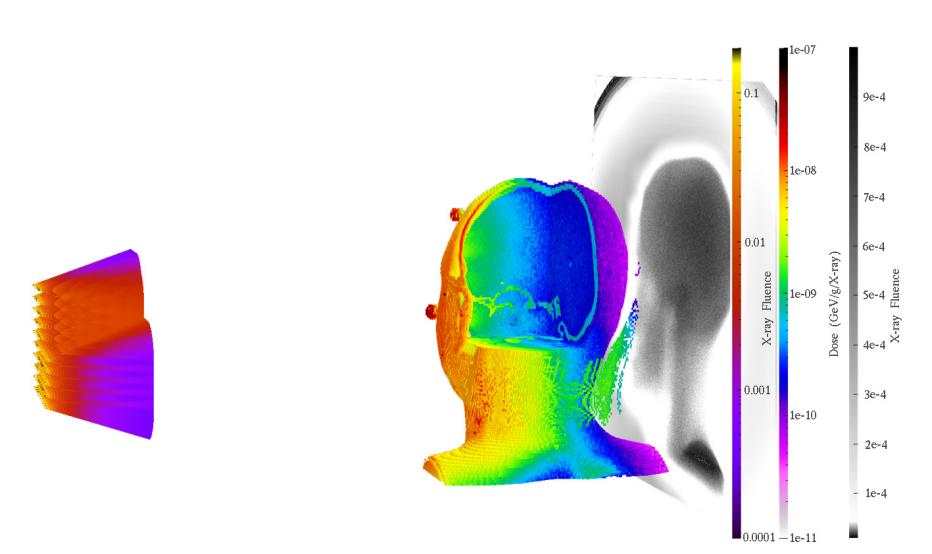 0.1
0.01
0.001
0.0001
X-ray Fluence
1e-07
1e-08
1e-09
1e-10
1e-11
Dose (GeV/g/X-ray)
9e-4
8e-4
7e-4
6e-4
5e-4
4e-4
3e-4
2e-4
1e-4
X-ray Fluence